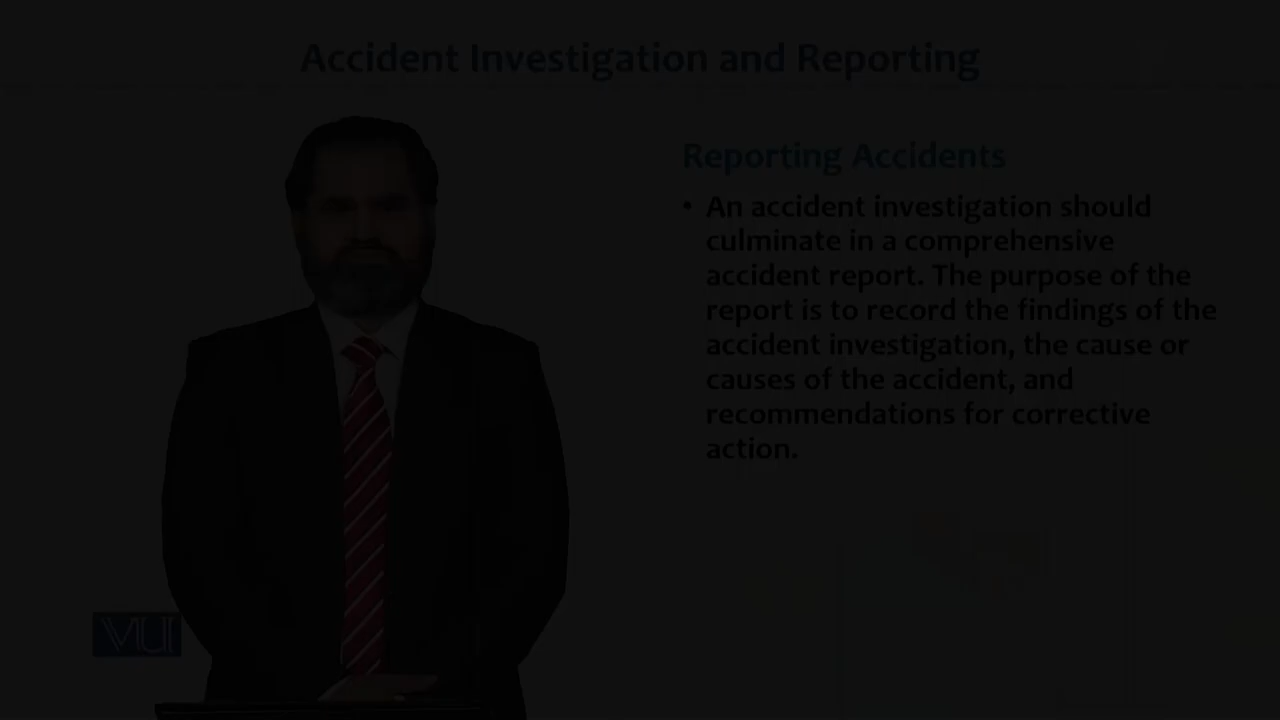 Accident Investigation and Reporting
Reporting Accidents
• An accident investigation should
culminate in a comprehensive
accident report. The purpose of the
report is to record the findings of the
accident investigation, the cause or
causes of the accident, and
recommendations for corrective
action.
VU